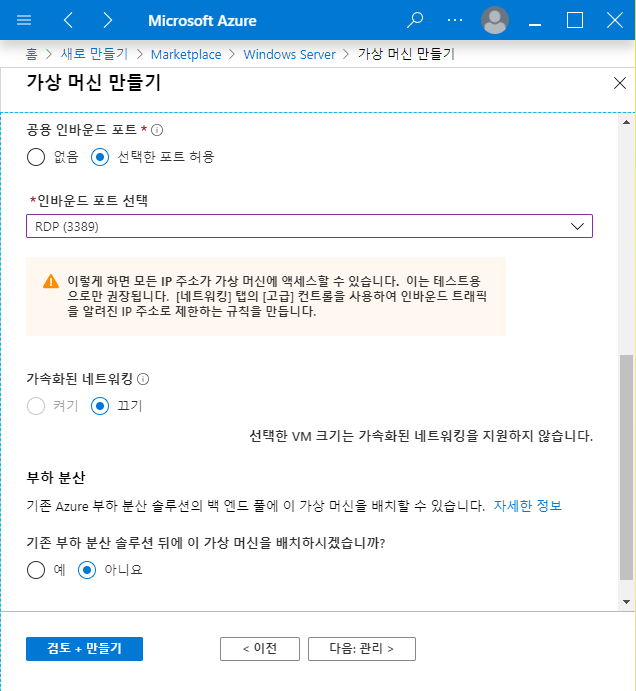 Microsoft Azure
홈 > 새로 만들기 > Marketplace > Windows Server > 가상 머신 만들기
가상 머신 만들기
공용 인바운드 포트 *
없음 선택한 포트 허용
*인바운드 포트 선택
RDP (3389)
이렇게 하면 모든 IP 주소가 가상 머신에 액세스할 수 있습니다. 이는 테스트용
으로만 권장됩니다. [네트워킹] 탭의 [고급] 컨트롤을 사용하여 인바운드 트래픽
을 알려진 IP 주소로 제한하는 규칙을 만듭니다.
가속화된 네트워킹
켜기 끄기
선택한 VM 크기는 가속화된 네트워킹을 지원하지 않습니다.
부하 분산
기존 Azure 부하 분산 솔루션의 백 엔드 풀에 이 가상 머신을 배치할 수 있습니다. 자세한 정보
기존 부하 분산 솔루션 뒤에 이 가상 머신을 배치하시겠습니까?
예 아니요
검토 + 만들기 < 이전 다음: 관리 >